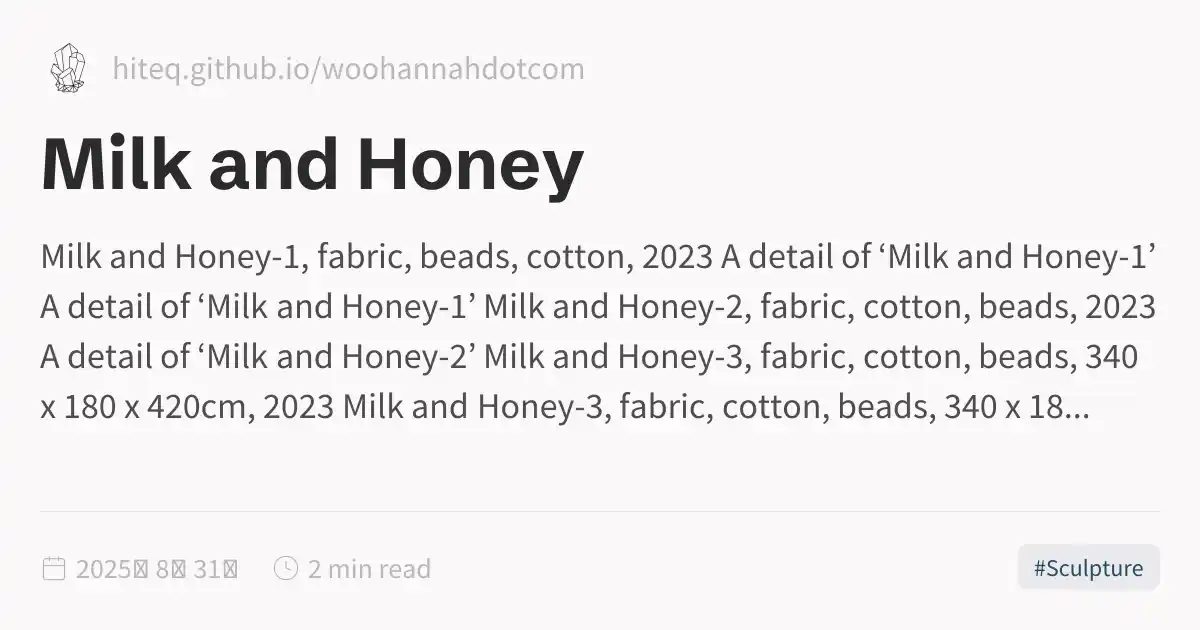 hiteq.github.io/woohannahdotcom
Milk and Honey
Milk and Honey-1, fabric, beads, cotton, 2023 A detail of ‘Milk and Honey-1’
A detail of ‘Milk and Honey-1’ Milk and Honey-2, fabric, cotton, beads, 2023
A detail of ‘Milk and Honey-2’ Milk and Honey-3, fabric, cotton, beads, 340
x 180 x 420cm, 2023 Milk and Honey-3, fabric, cotton, beads, 340 x 18...
2025 8 31
2 min read
#Sculpture